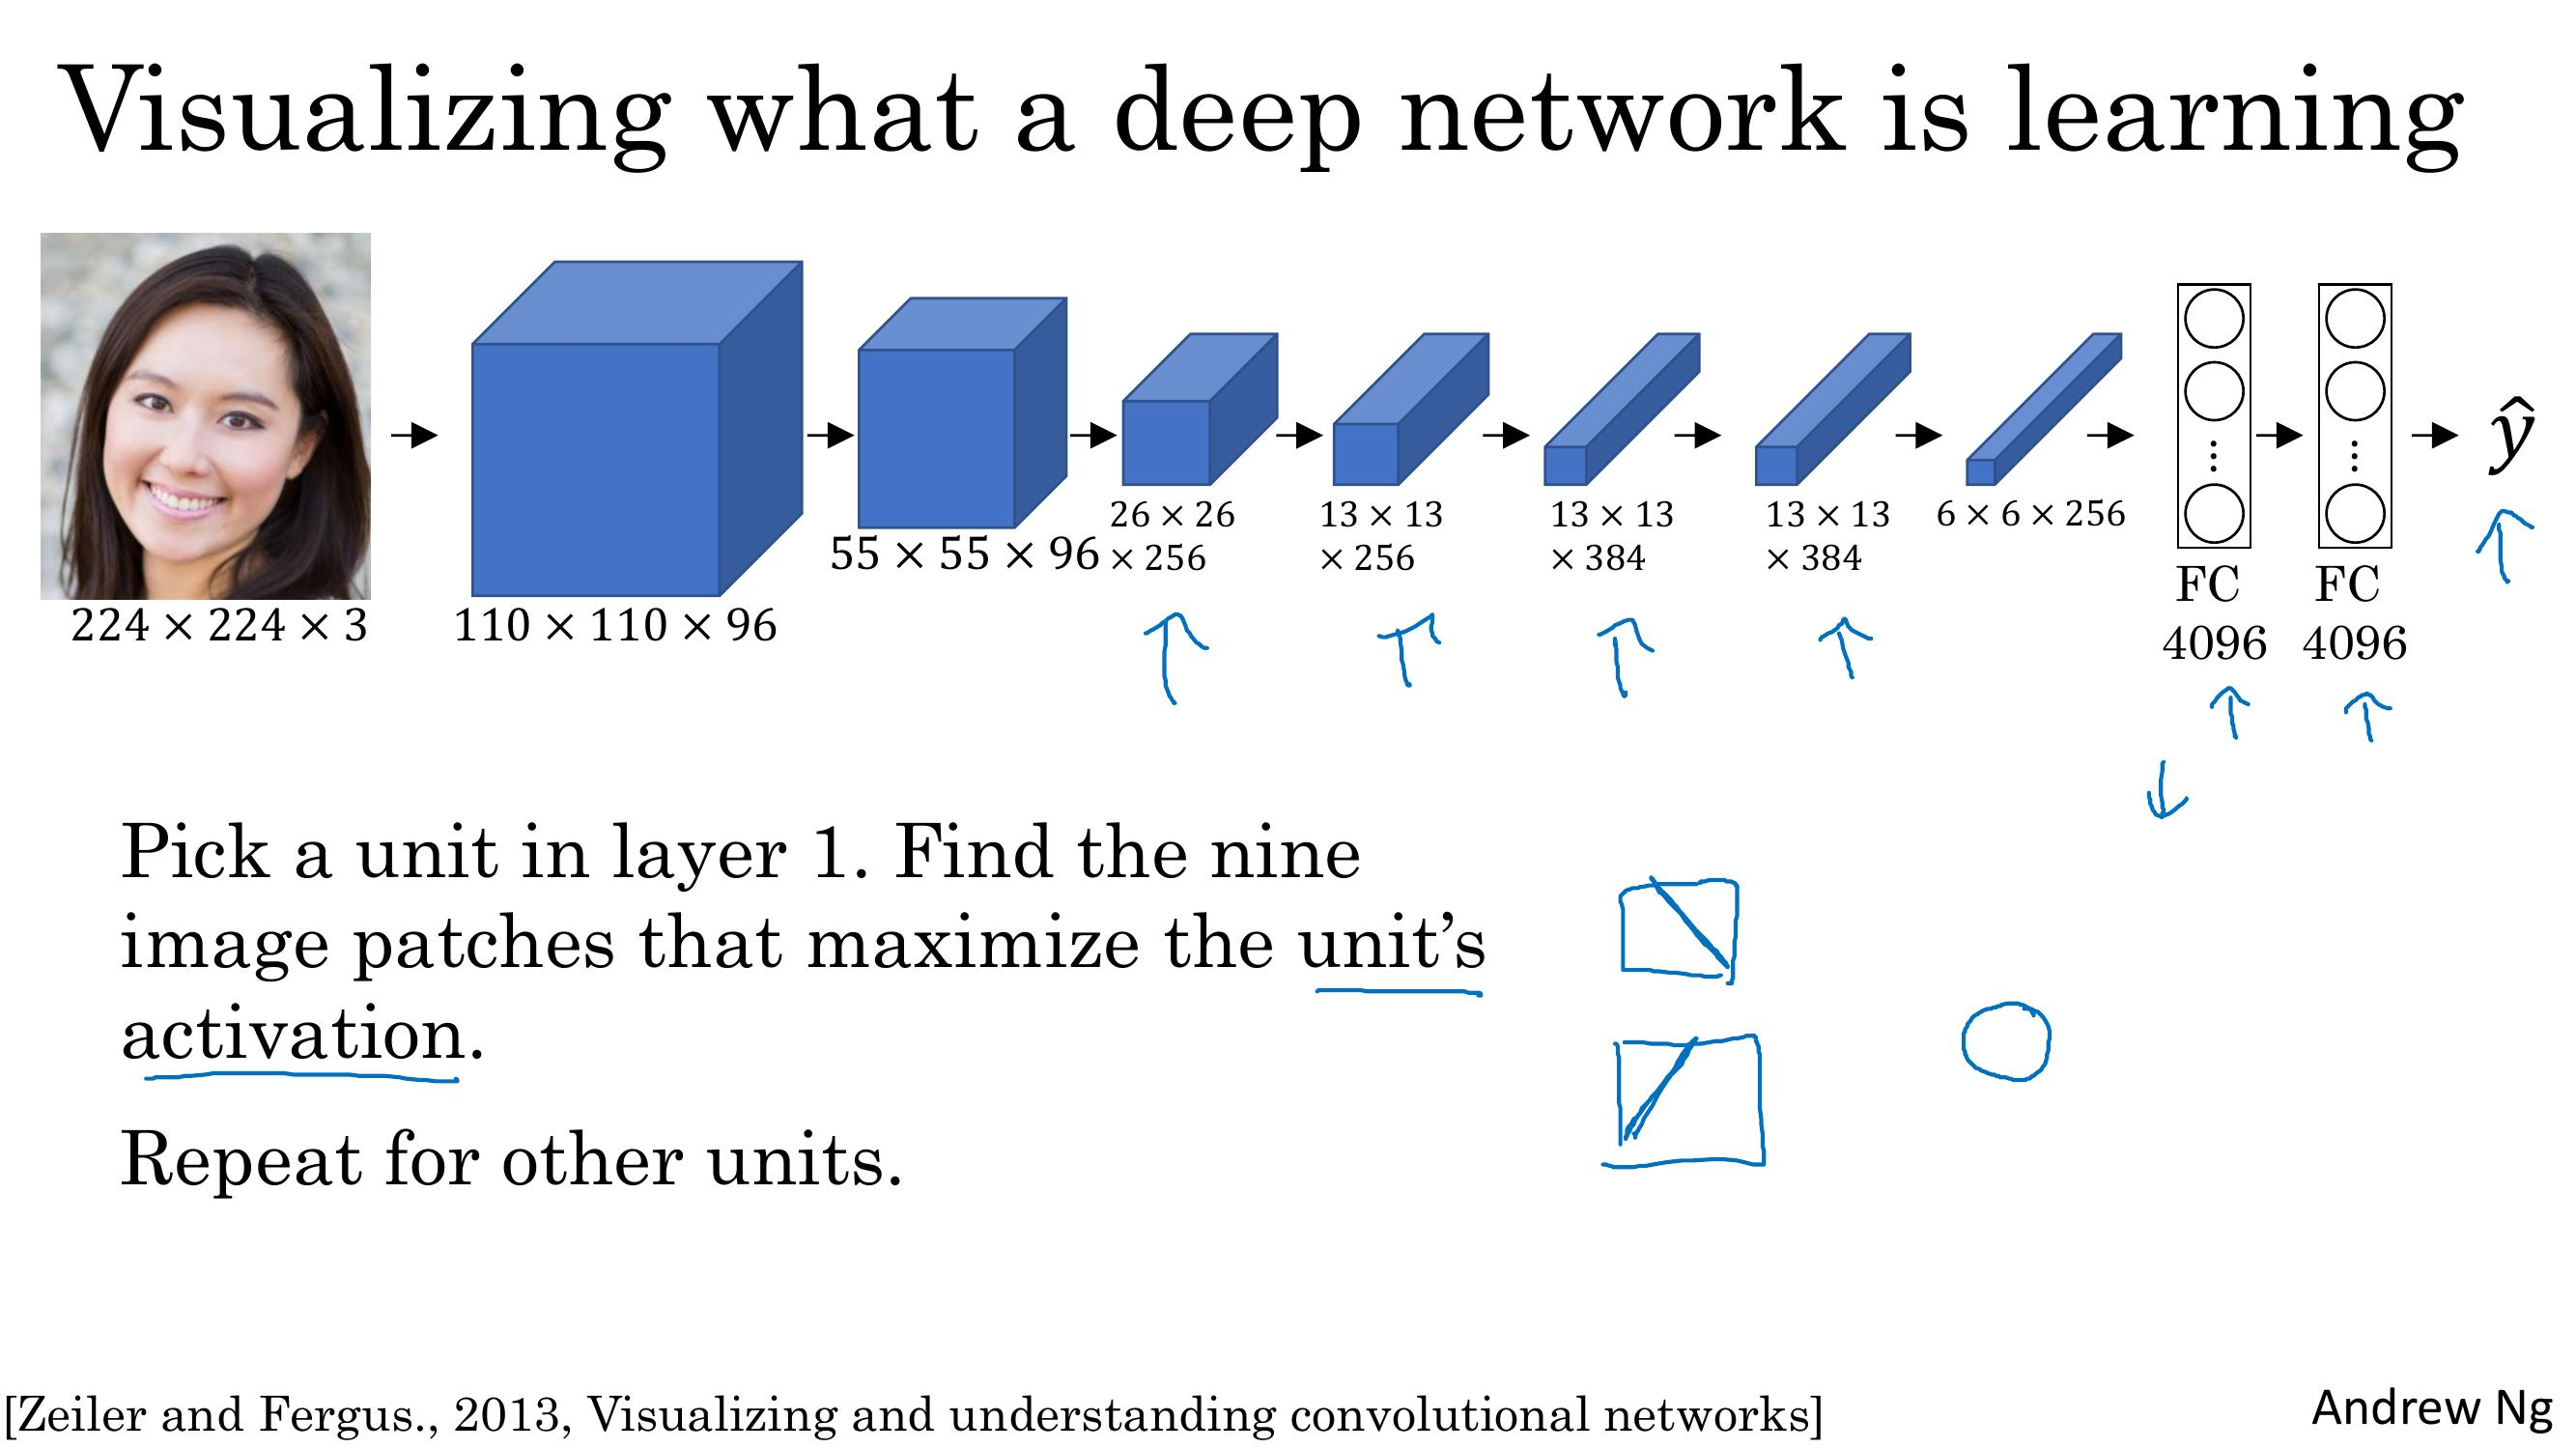 Visualizing what a deep network is learning
224 × 224 × 3
110 × 110 × 96
55 × 55 × 96
26 × 26
× 256
13 × 13
× 256
13 × 13
× 384
13 × 13
× 384
6 × 6 × 256
FC
4096
FC
4096
ŷ
Pick a unit in layer 1. Find the nine
image patches that maximize the unit’s
activation.
Repeat for other units.
[Zeiler and Fergus., 2013, Visualizing and understanding convolutional networks]
Andrew Ng